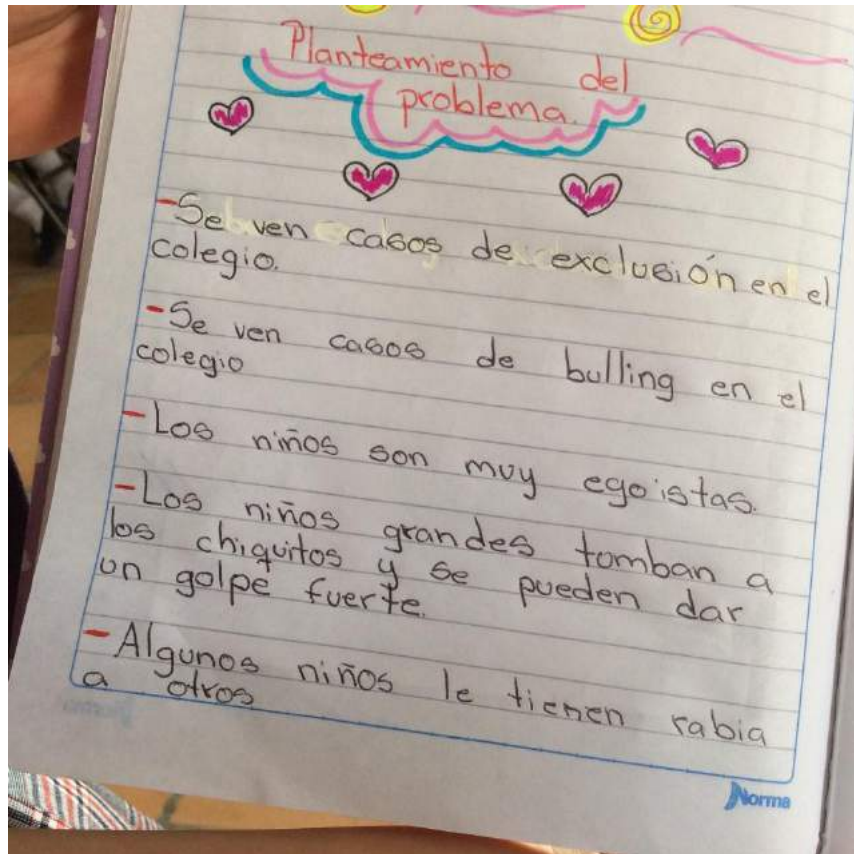 Planteamiento del
problema.
-Se ven casos de exclusión en el
colegio.
-Se ven casos de bulling en el
colegio
-Los niños son muy egoistas.
-Los niños grandes tomban a
los chiquitos y se pueden dar
un golpe fuerte.
-Algunos niños le tienen rabia
a otros
Norma